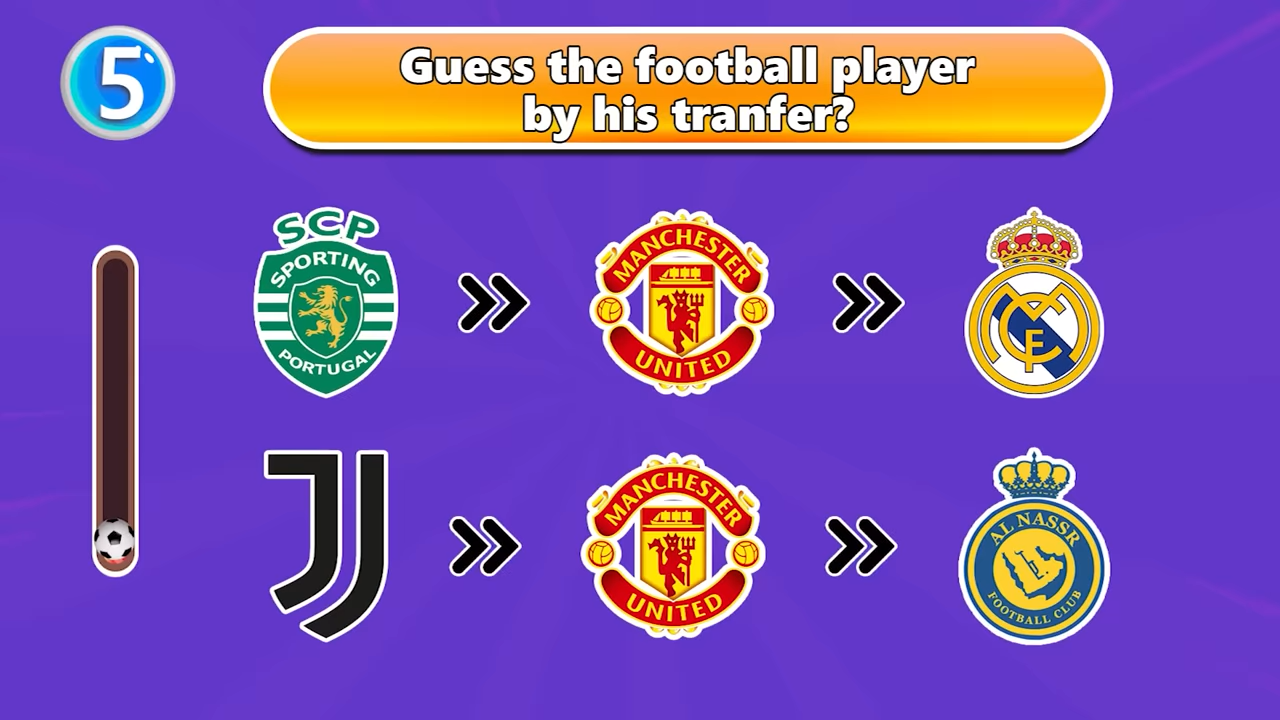 5
Guess the football player
by his tranfer?
SCP
SPORTING
PORTUGAL
MANCHESTER
UNITED
MANCHESTER
UNITED
AL NASSR
FOOTBALL CLUB